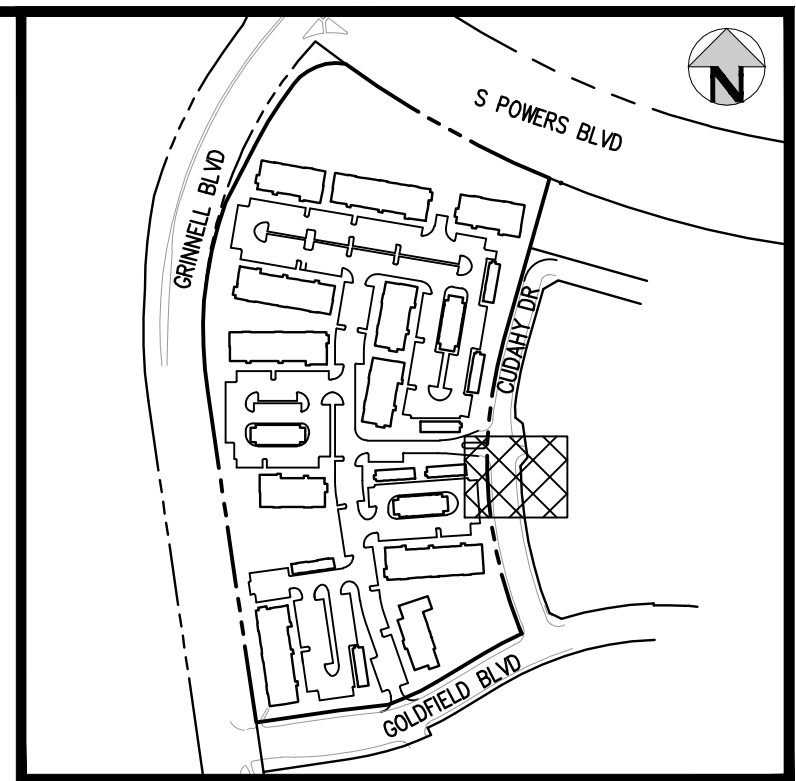 N
S POWERS BLVD
GRINNELL BLVD
CUDAHY DR
GOLDFIELD BLVD